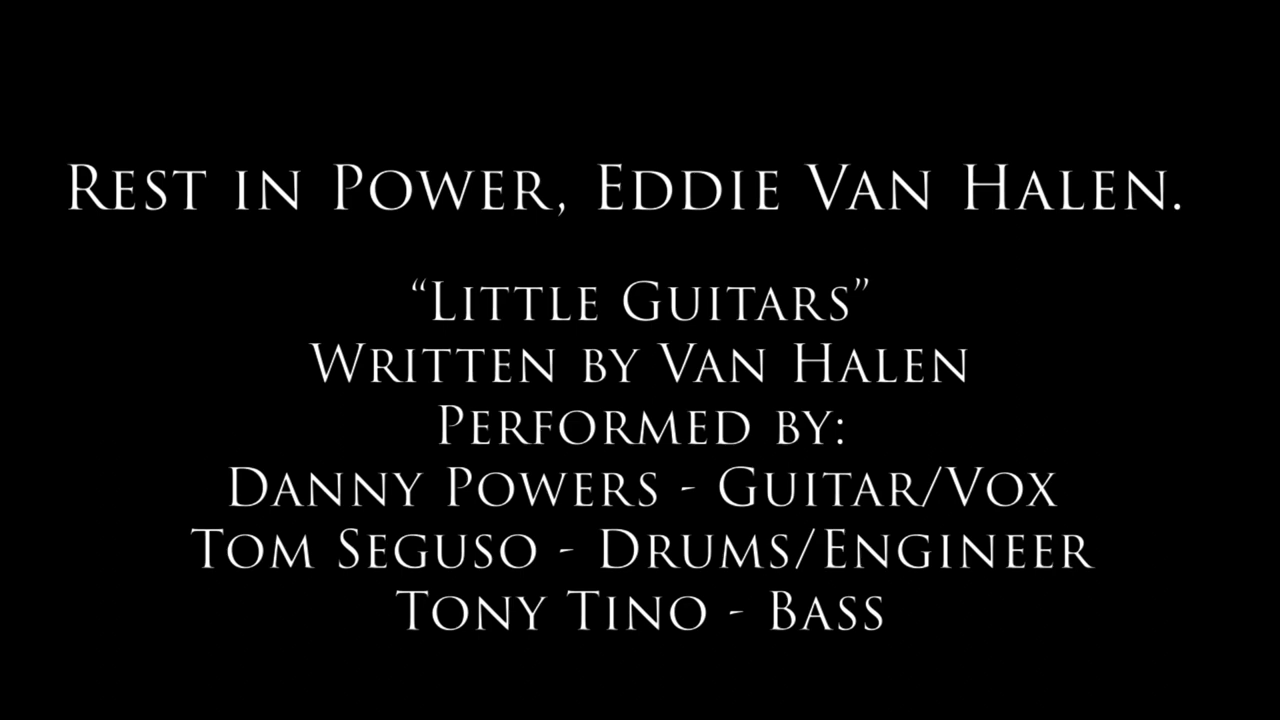 Rest in Power, Eddie Van Halen.
“Little Guitars”
Written by Van Halen
Performed by:
Danny Powers - Guitar/Vox
Tom Seguso - Drums/Engineer
Tony Tino - Bass